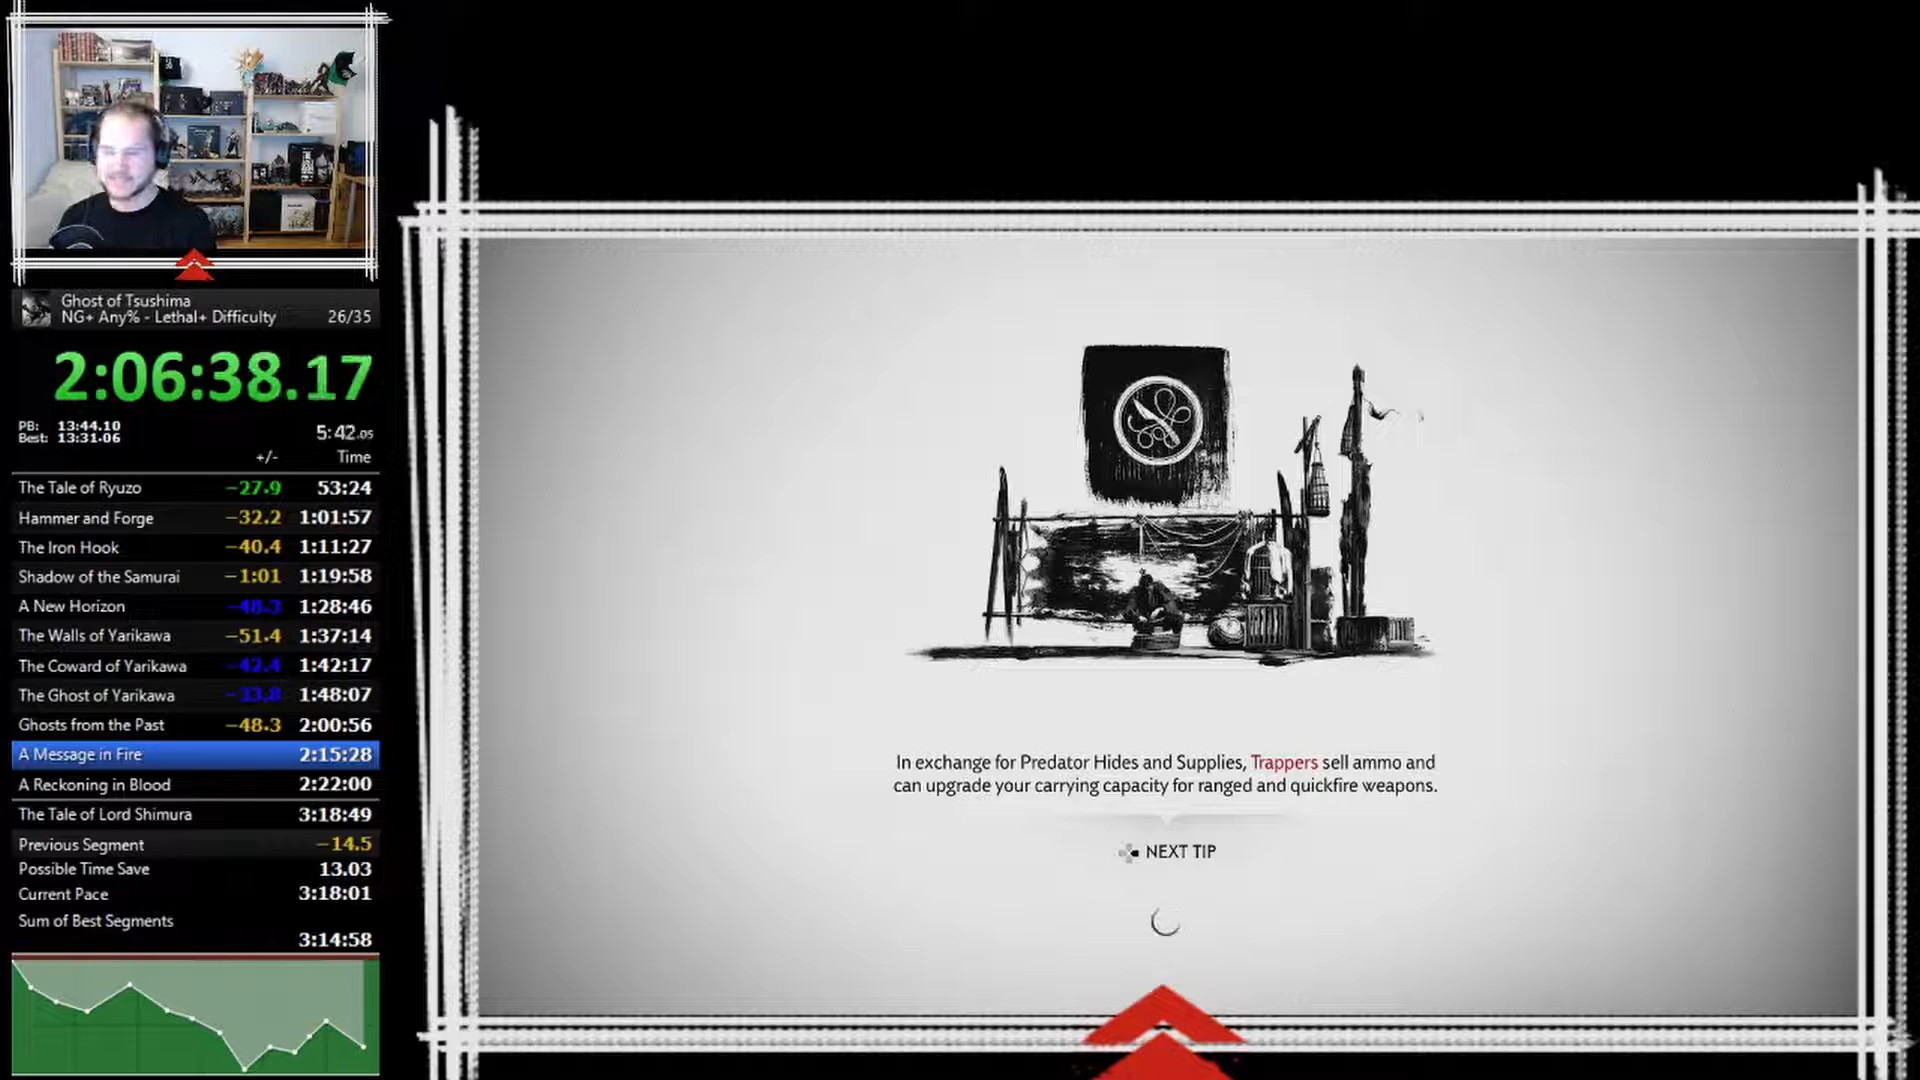 Ghost of Tsushima
NG+ Any% - Lethal+ Difficulty 26/35
2:06:38.17
PB: 13:44.10
Best: 13:31.06
5:42.05
+/- Time
The Tale of Ryuzo -27.9 53:24
Hammer and Forge -32.2 1:01:57
The Iron Hook -40.4 1:11:27
Shadow of the Samurai -1:01 1:19:58
A New Horizon -48.3 1:28:46
The Walls of Yarikawa -51.4 1:37:14
The Coward of Yarikawa -42.4 1:42:17
The Ghost of Yarikawa -33.8 1:48:07
Ghosts from the Past -48.3 2:00:56
A Message in Fire 2:15:28
A Reckoning in Blood 2:22:00
The Tale of Lord Shimura 3:18:49
Previous Segment -14.5
Possible Time Save 13.03
Current Pace 3:18:01
Sum of Best Segments
3:14:58
In exchange for Predator Hides and Supplies, Trappers sell ammo and
can upgrade your carrying capacity for ranged and quickfire weapons.
NEXT TIP